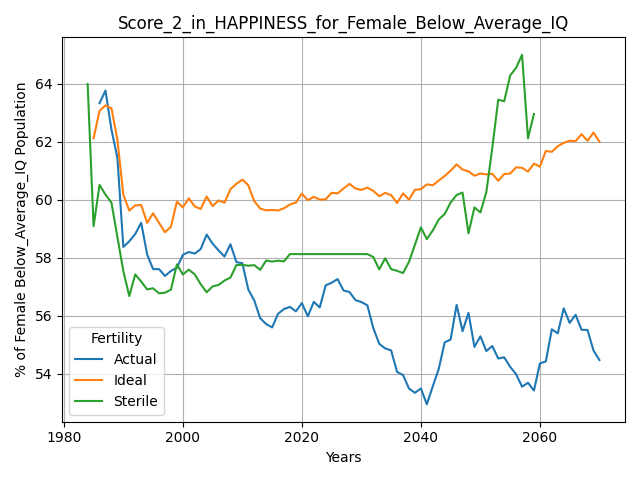 Score_2_in_HAPPINESS_for_Female_Below_Average_IQ
% of Female Below_Average_IQ Population
64
62
60
58
56
54
Fertility
Actual
Ideal
Sterile
1980
2000
2020
2040
2060
Years